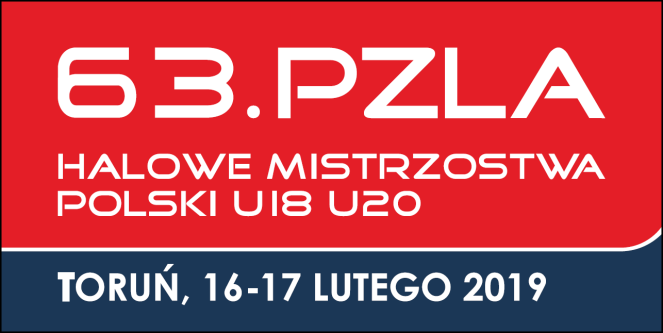 63.PZLA
HALOWE MISTRZOSTWA
POLSKI U18 U20
TORUŃ, 16-17 LUTEGO 2019